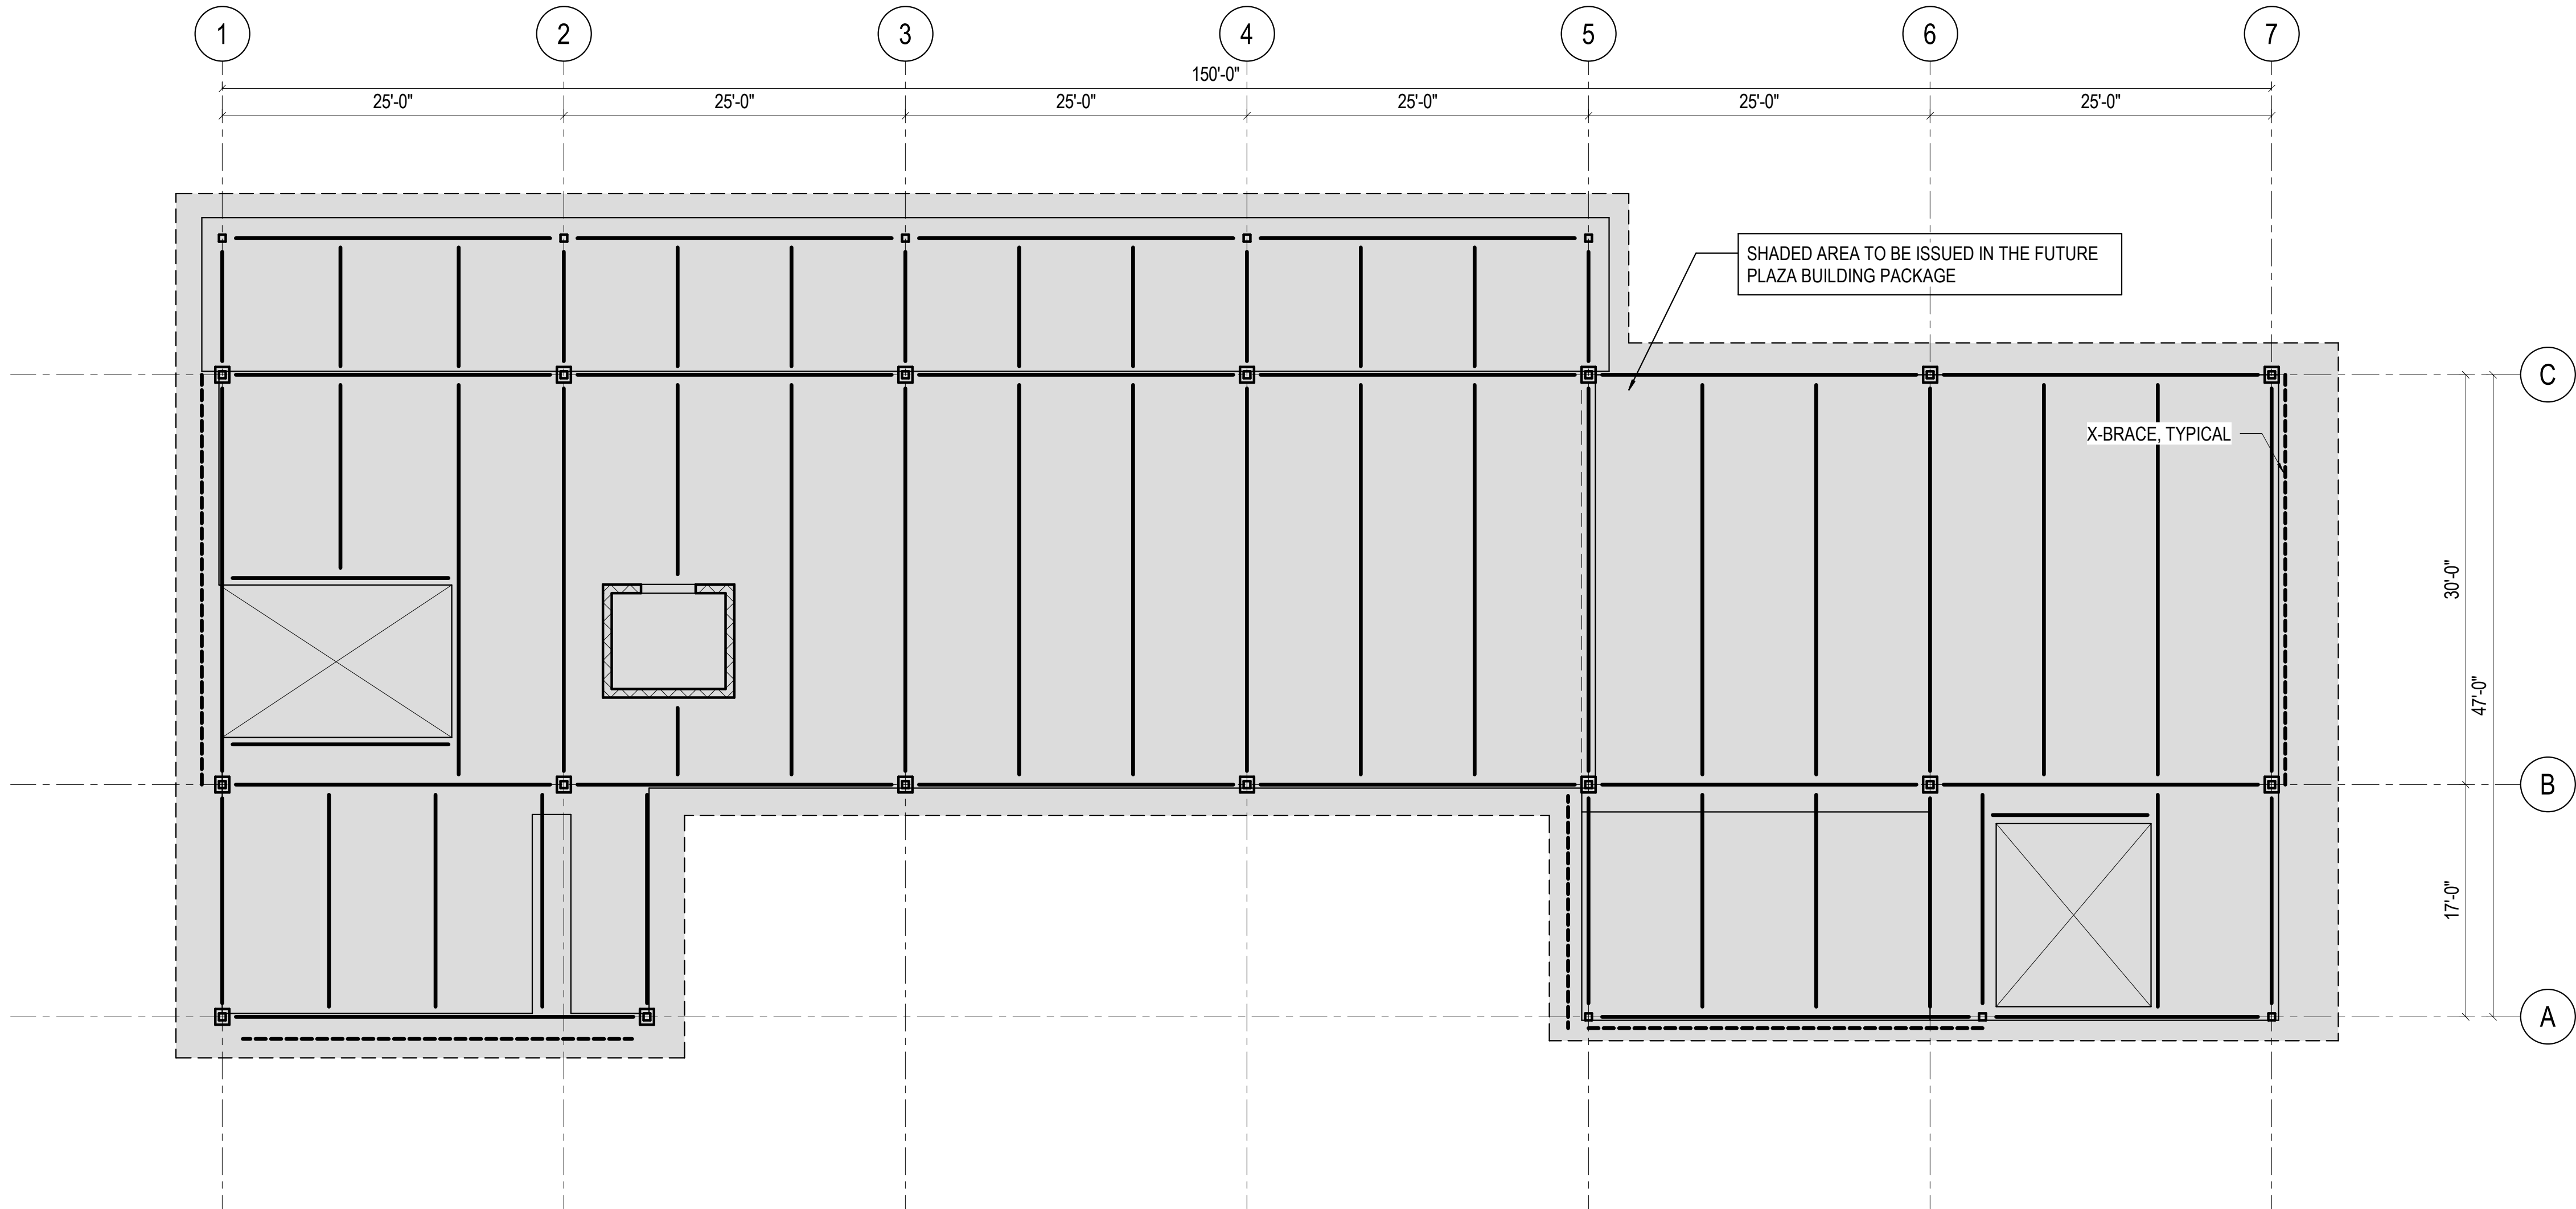 1
2
3
4
5
6
7
150'-0"
25'-0"
25'-0"
25'-0"
25'-0"
25'-0"
25'-0"
SHADED AREA TO BE ISSUED IN THE FUTURE
PLAZA BUILDING PACKAGE
C
X-BRACE, TYPICAL
30'-0"
47'-0"
B
17'-0"
A